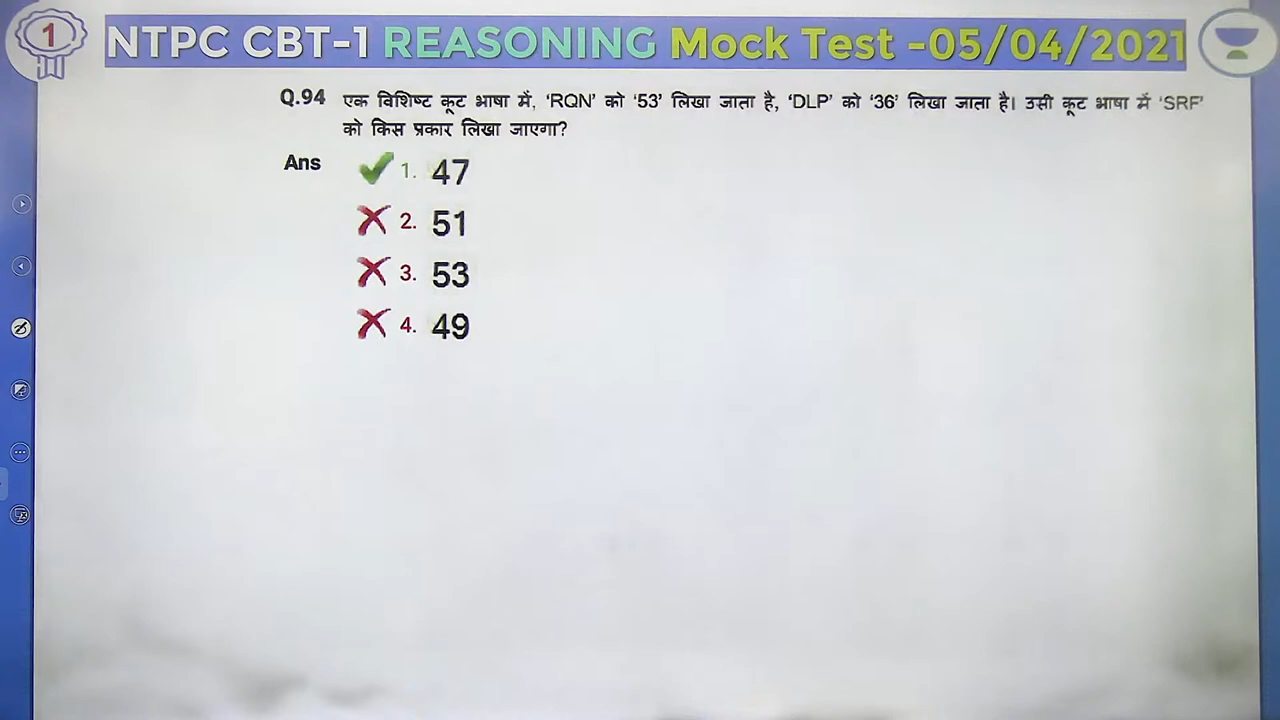 1
NTPC CBT-1 REASONING Mock Test -05/04/2021
Q.94 एक विशिष्ट कूट भाषा में, ‘RQN’ को ‘53’ लिखा जाता है, ‘DLP’ को ‘36’ लिखा जाता है। उसी कूट भाषा में ‘SRF’
को किस प्रकार लिखा जाएगा?
Ans 1. 47
2. 51
3. 53
4. 49